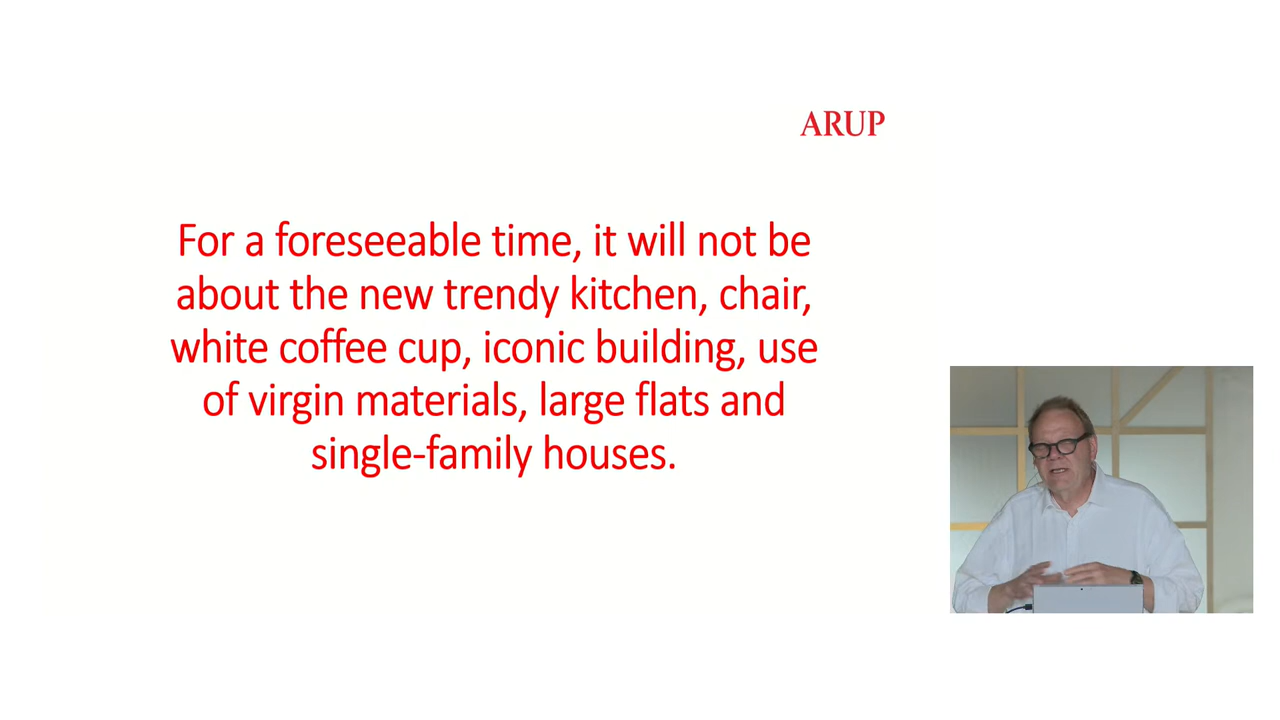 ARUP
For a foreseeable time, it will not be
about the new trendy kitchen, chair,
white coffee cup, iconic building, use
of virgin materials, large flats and
single-family houses.